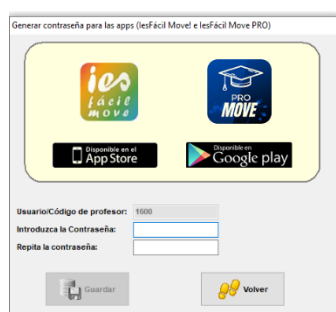 Generar contraseña para las apps (IesFácil Movel e IesFácil Move PRO)
ies
fácil
move
PRO
MOVE
Disponible en el
App Store
Disponible en
Google play
Usuario/Código de profesor: 1600
Introduzca la Contraseña:
Repita la contraseña:
Guardar
Volver